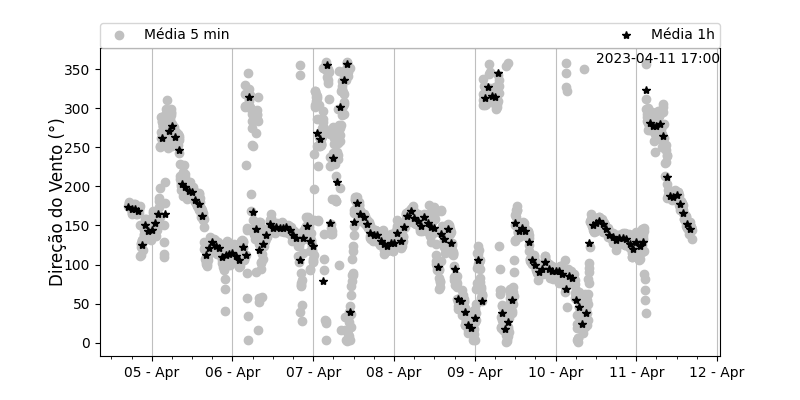 Média 5 min
Média 1h
2023-04-11 17:00
Direção do Vento (°)
350
300
250
200
150
100
50
0
05 - Apr
06 - Apr
07 - Apr
08 - Apr
09 - Apr
10 - Apr
11 - Apr
12 - Apr